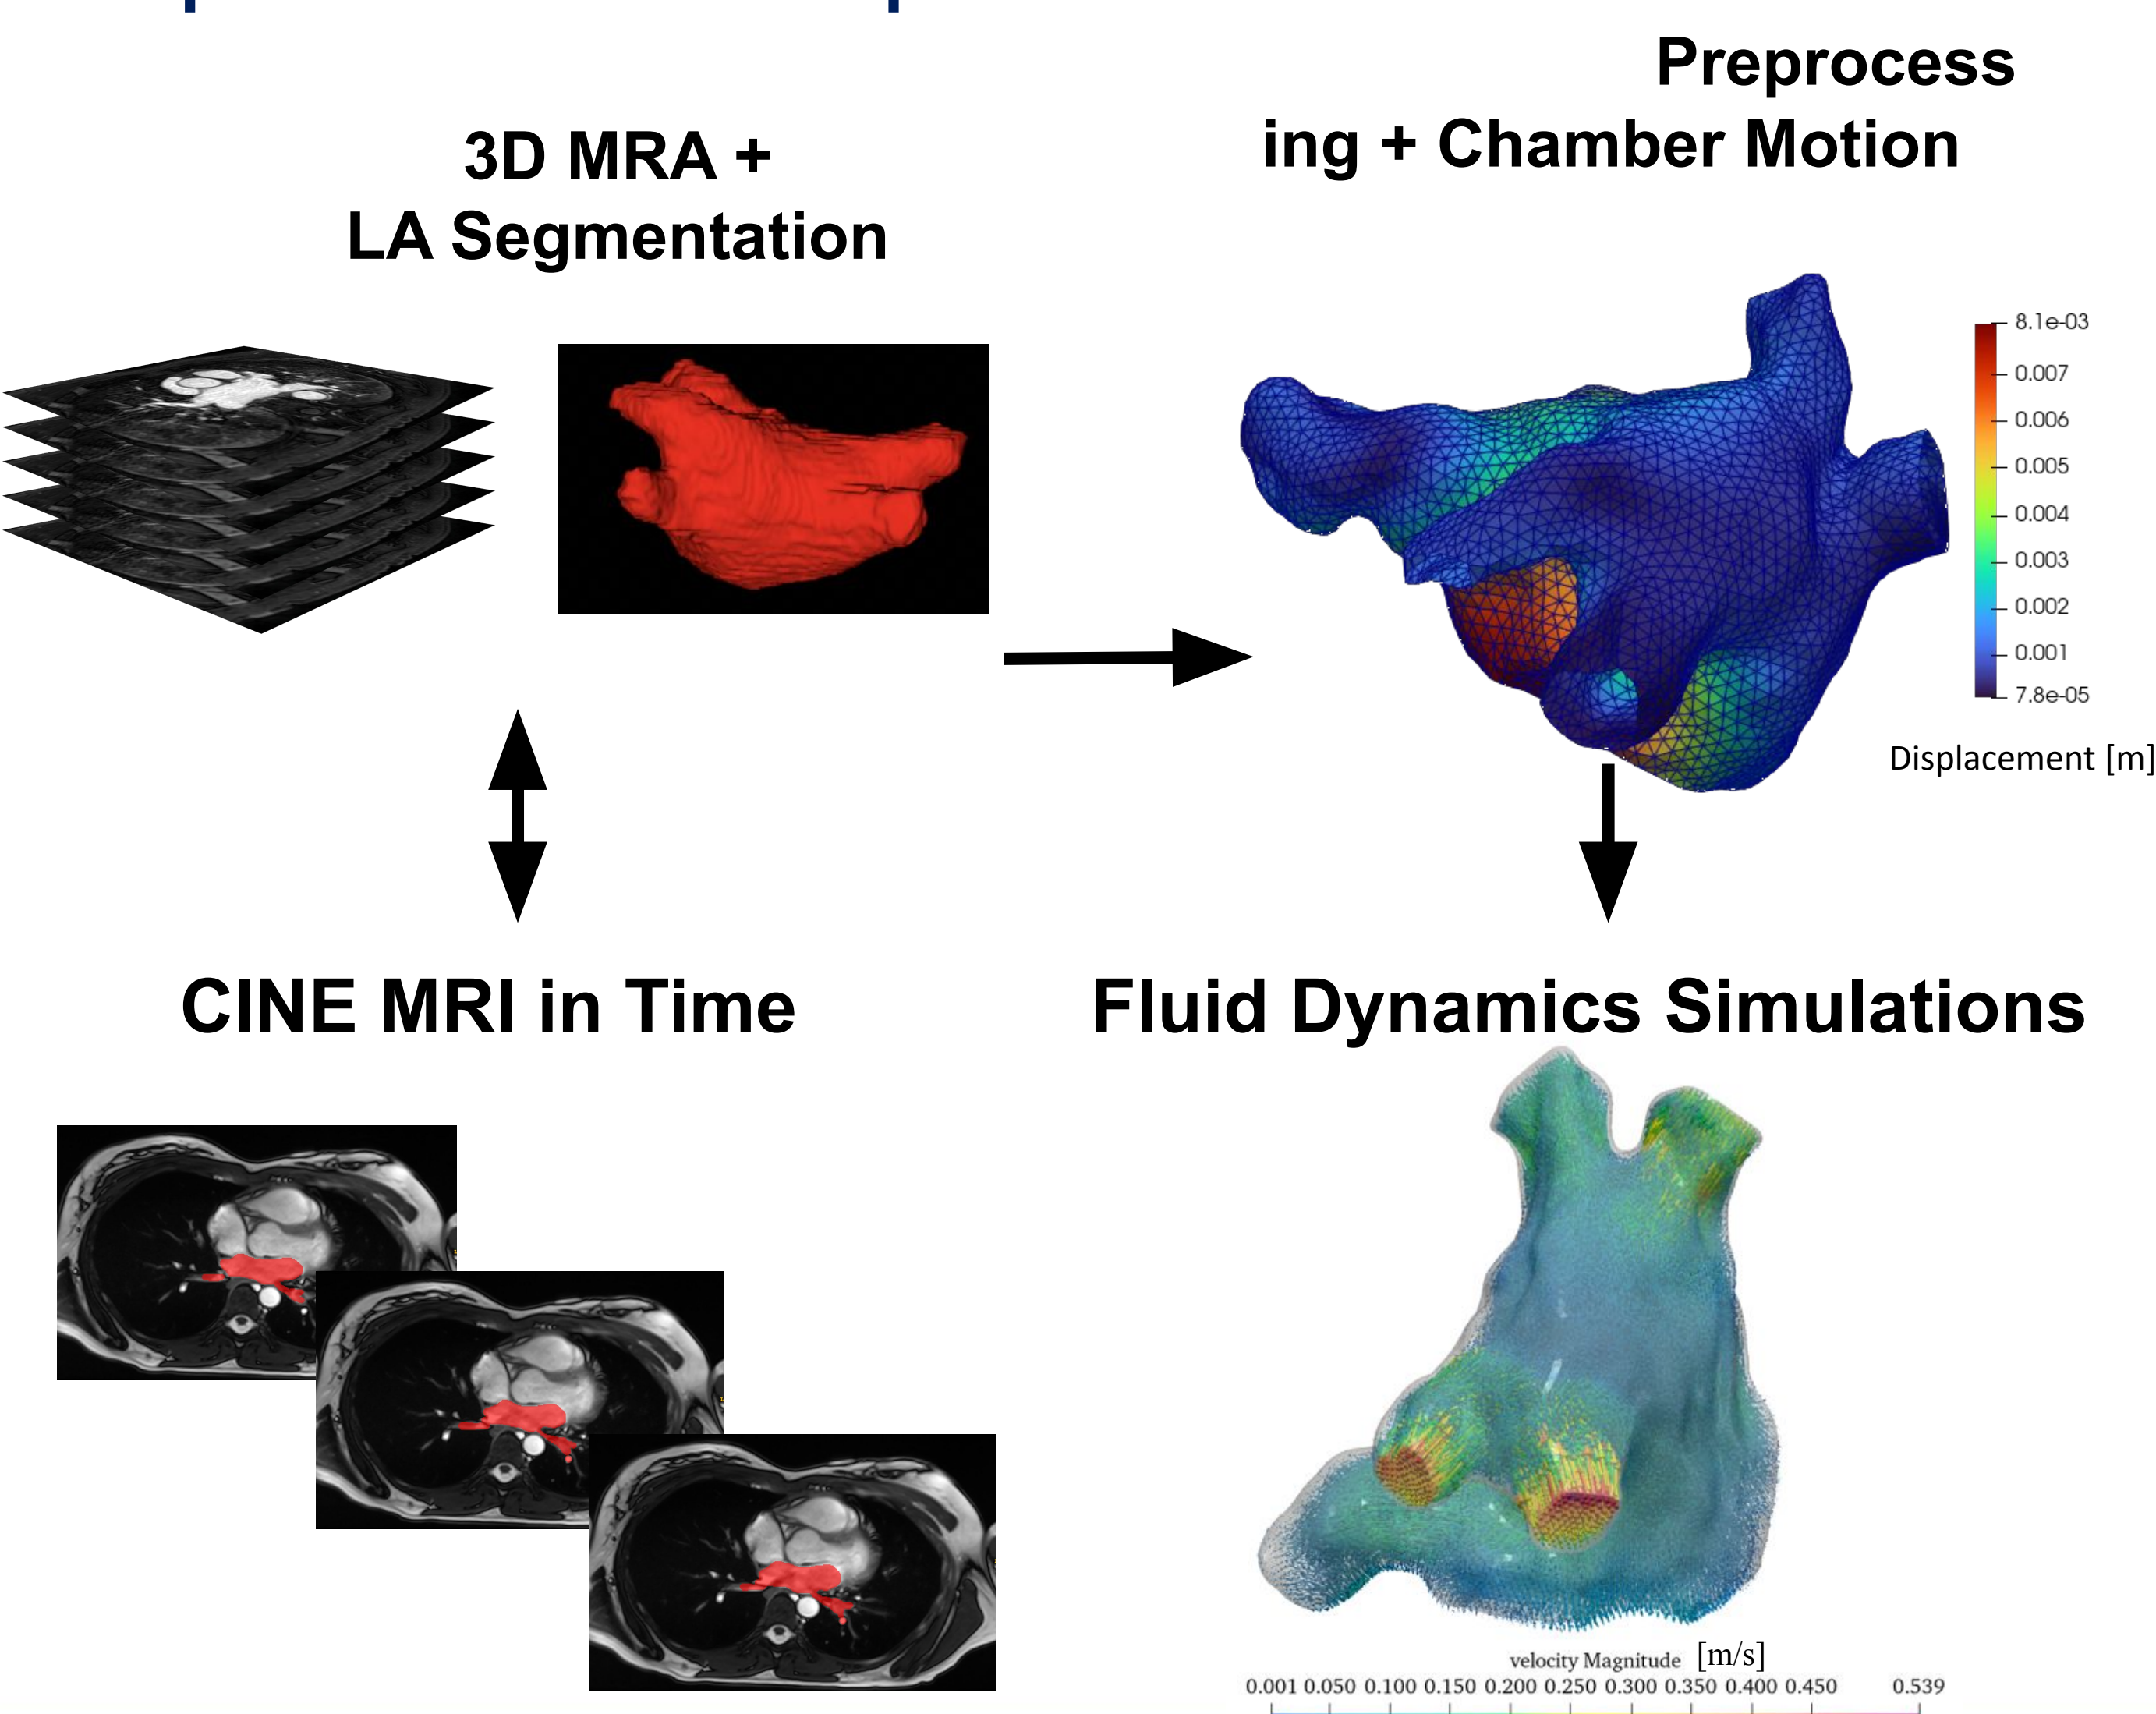 3D MRA +
LA Segmentation
Preprocess
ing + Chamber Motion
8.1e-03
0.007
0.006
0.005
0.004
0.003
0.002
0.001
7.8e-05
Displacement [m]
CINE MRI in Time
Fluid Dynamics Simulations
velocity Magnitude [m/s]
0.001 0.050 0.100 0.150 0.200 0.250 0.300 0.350 0.400 0.450 0.539